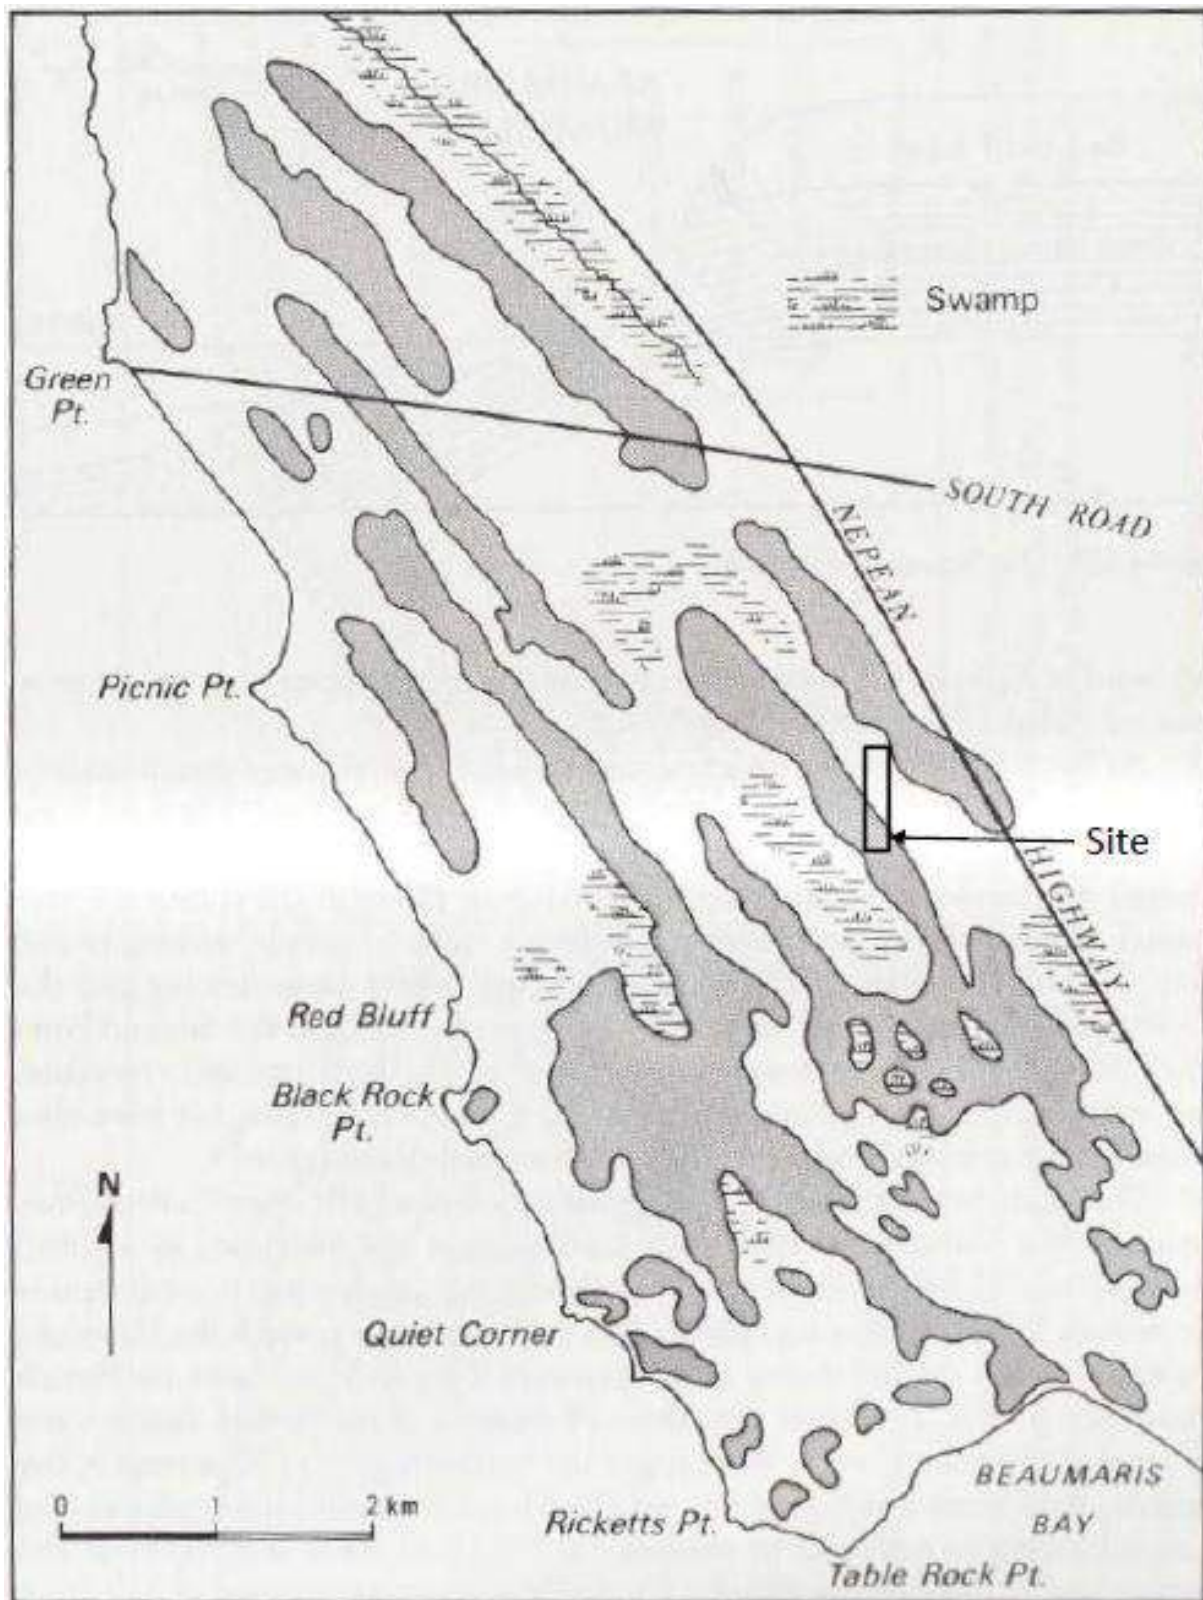 Swamp
Green
Pt.
SOUTH ROAD
NEPEAN
HIGHWAY
Picnic Pt.
Site
Red Bluff
Black Rock
Pt.
N
Quiet Corner
0 1 2 km
Ricketts Pt.
BEAUMARIS
BAY
Table Rock Pt.